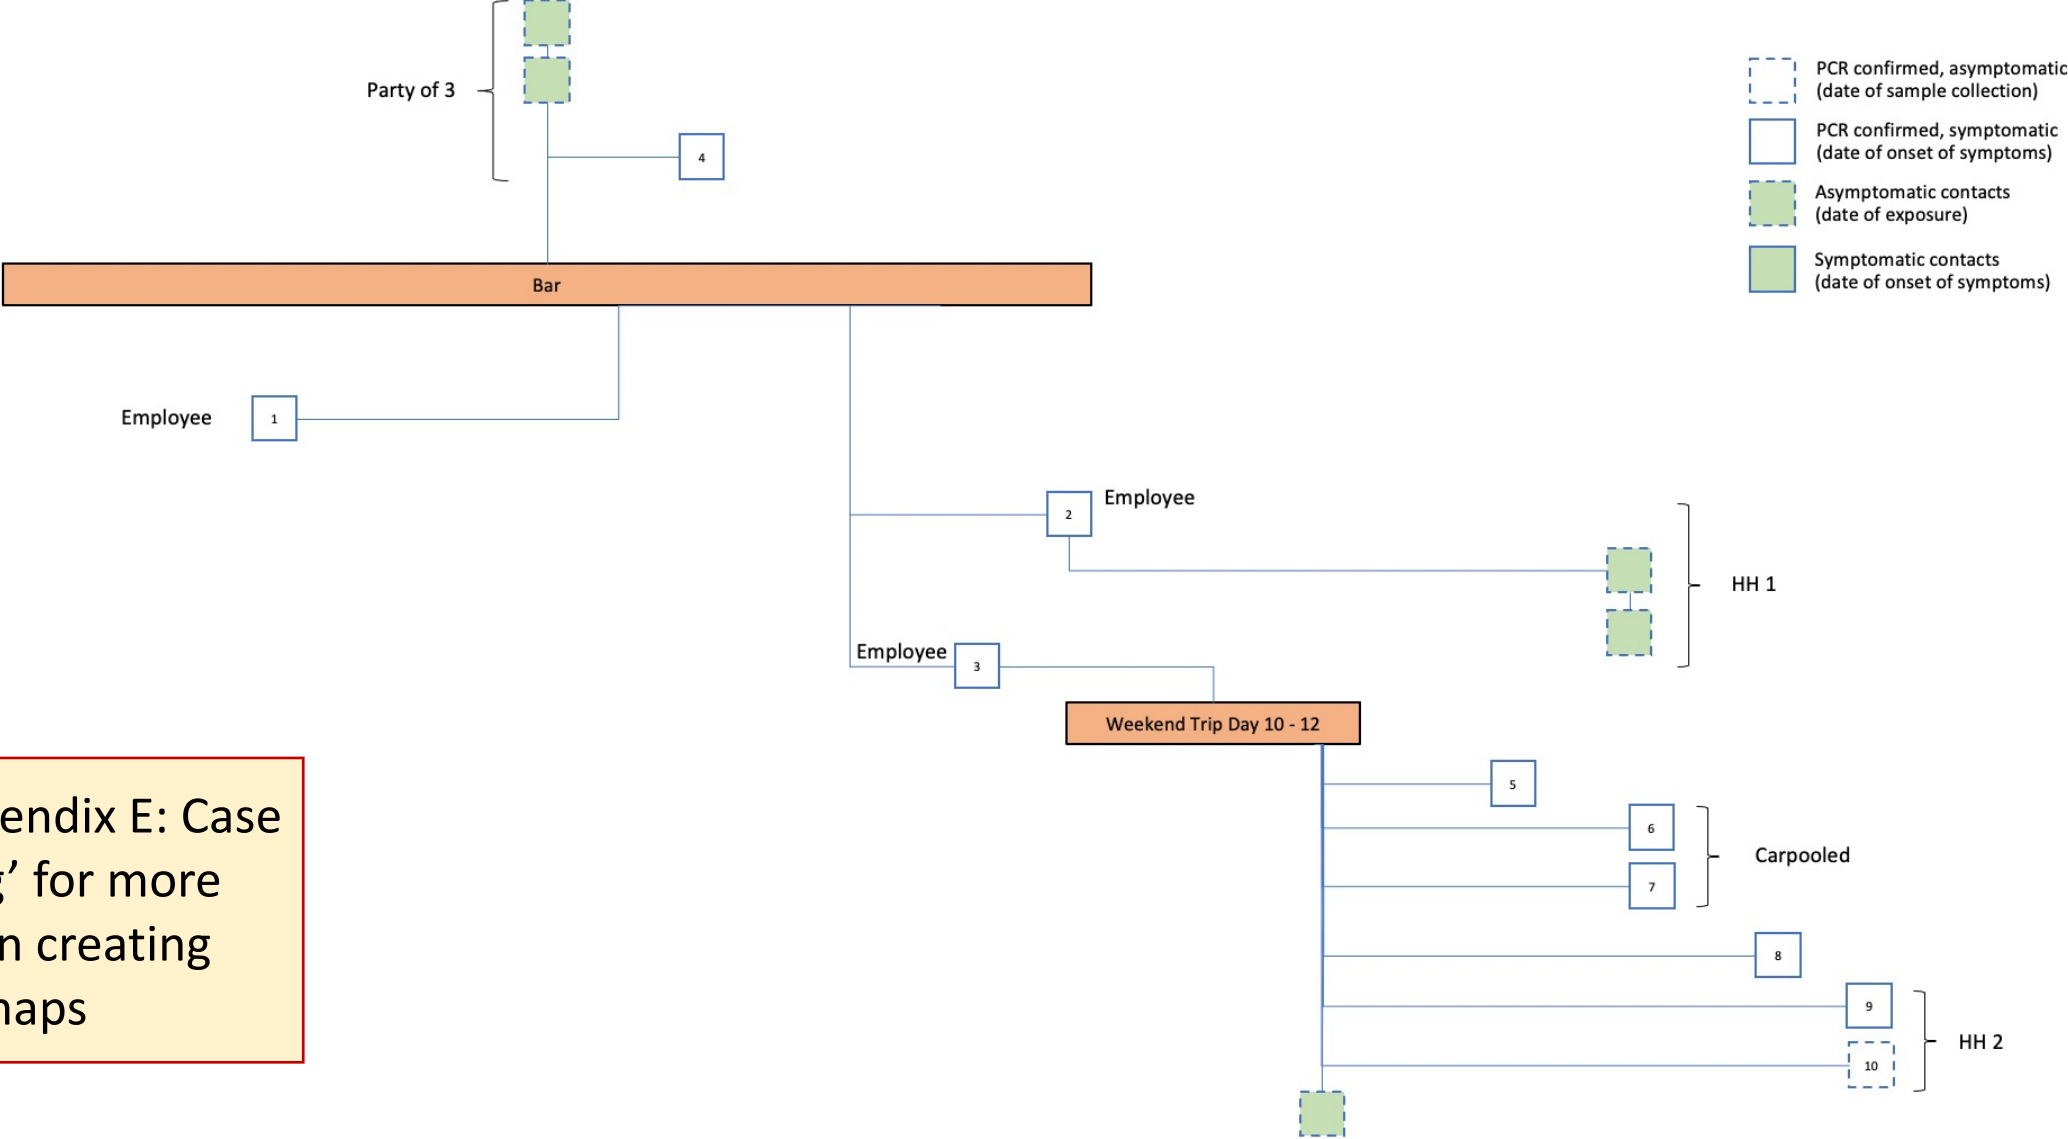 Party of 3
4
PCR confirmed, asymptomatic
(date of sample collection)
PCR confirmed, symptomatic
(date of onset of symptoms)
Asymptomatic contacts
(date of exposure)
Symptomatic contacts
(date of onset of symptoms)
Bar
Employee
1
2
Employee
HH 1
Employee
3
Weekend Trip Day 10 - 12
5
6
7
Carpooled
8
9
10
HH 2
endix E: Case
g’ for more
n creating
naps